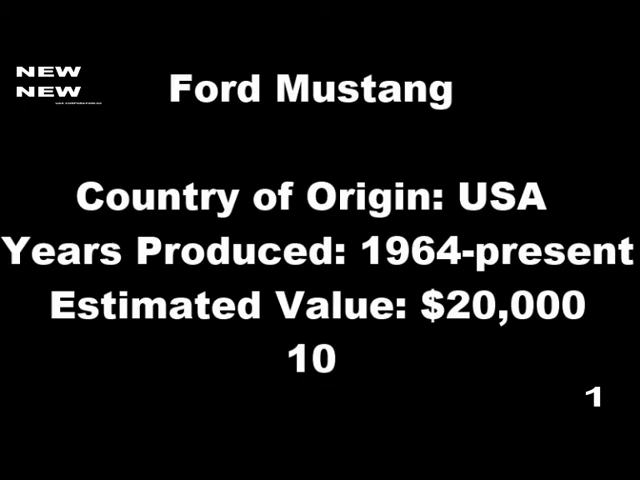 NEW
NEW
Ford Mustang
Country of Origin: USA
Years Produced: 1964-present
Estimated Value: $20,000
10
1